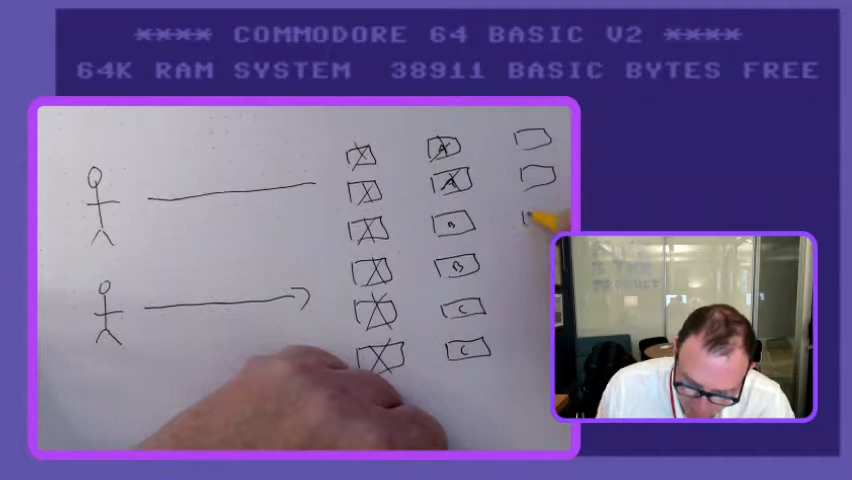 **** COMMODORE 64 BASIC V2 ****
64K RAM SYSTEM 38911 BASIC BYTES FREE
A
A
B
B
C
C